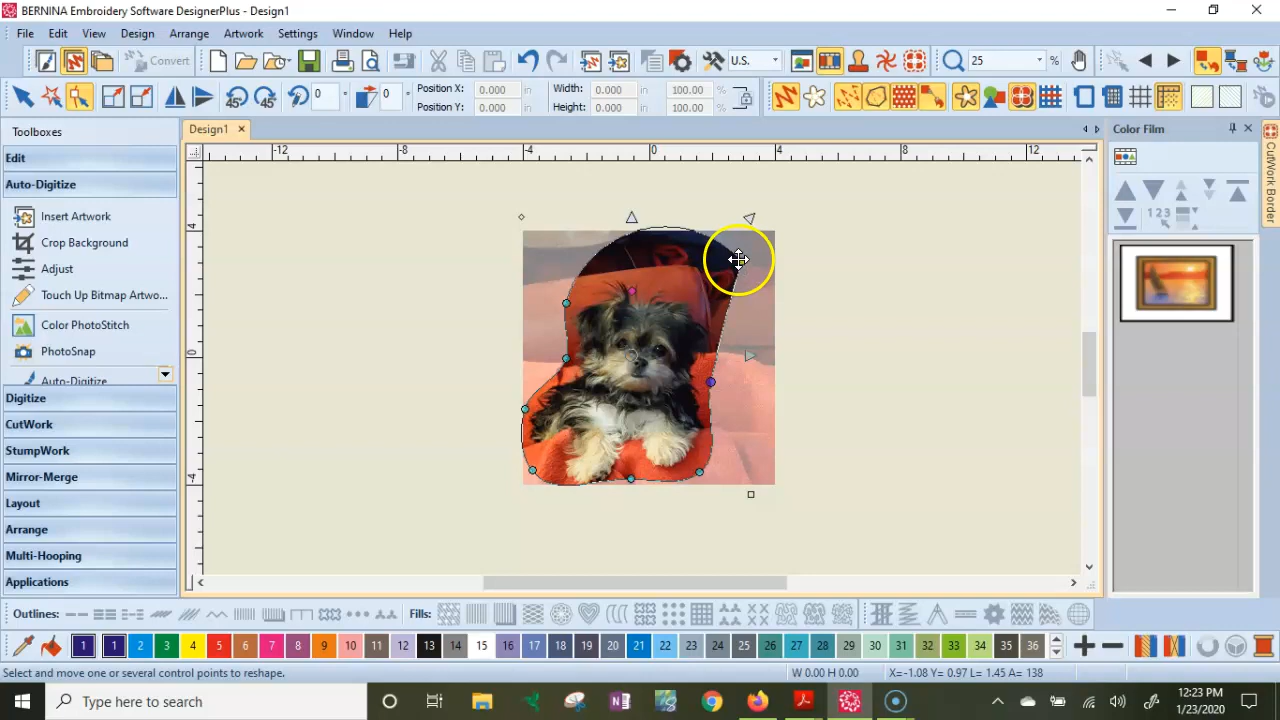 BERNINA Embroidery Software DesignerPlus - Design1
File Edit View Design Arrange Artwork Settings Window Help
Convert U.S. 25 %
Position X: 0.000 in Width: 0.000 in 100.00 %
45° 45° 0 ° 0 °
Position Y: 0.000 in Height: 0.000 in 100.00 %
Toolboxes Design1 Color Film
-12 -8 -4 0 4 8 12
Edit
Auto-Digitize
Insert Artwork
Crop Background
Adjust
Touch Up Bitmap Artwo...
Color PhotoStitch
PhotoSnap
Auto-Digitize
Digitize
CutWork
StumpWork
Mirror-Merge
Layout
Arrange
Multi-Hooping
Applications
4
0
-4
123
CutWork Border
Outlines: Fills:
1 1 2 3 4 5 6 7 8 9 10 11 12 13 14 15 16 17 18 19 20 21 22 23 24 25 26 27 28 29 30 31 32 33 34 35 36
Select and move one or several control points to reshape. W 0.00 H 0.00 X=-1.08 Y= 0.97 L= 1.45 A= 138
Type here to search
12:23 PM
1/23/2020